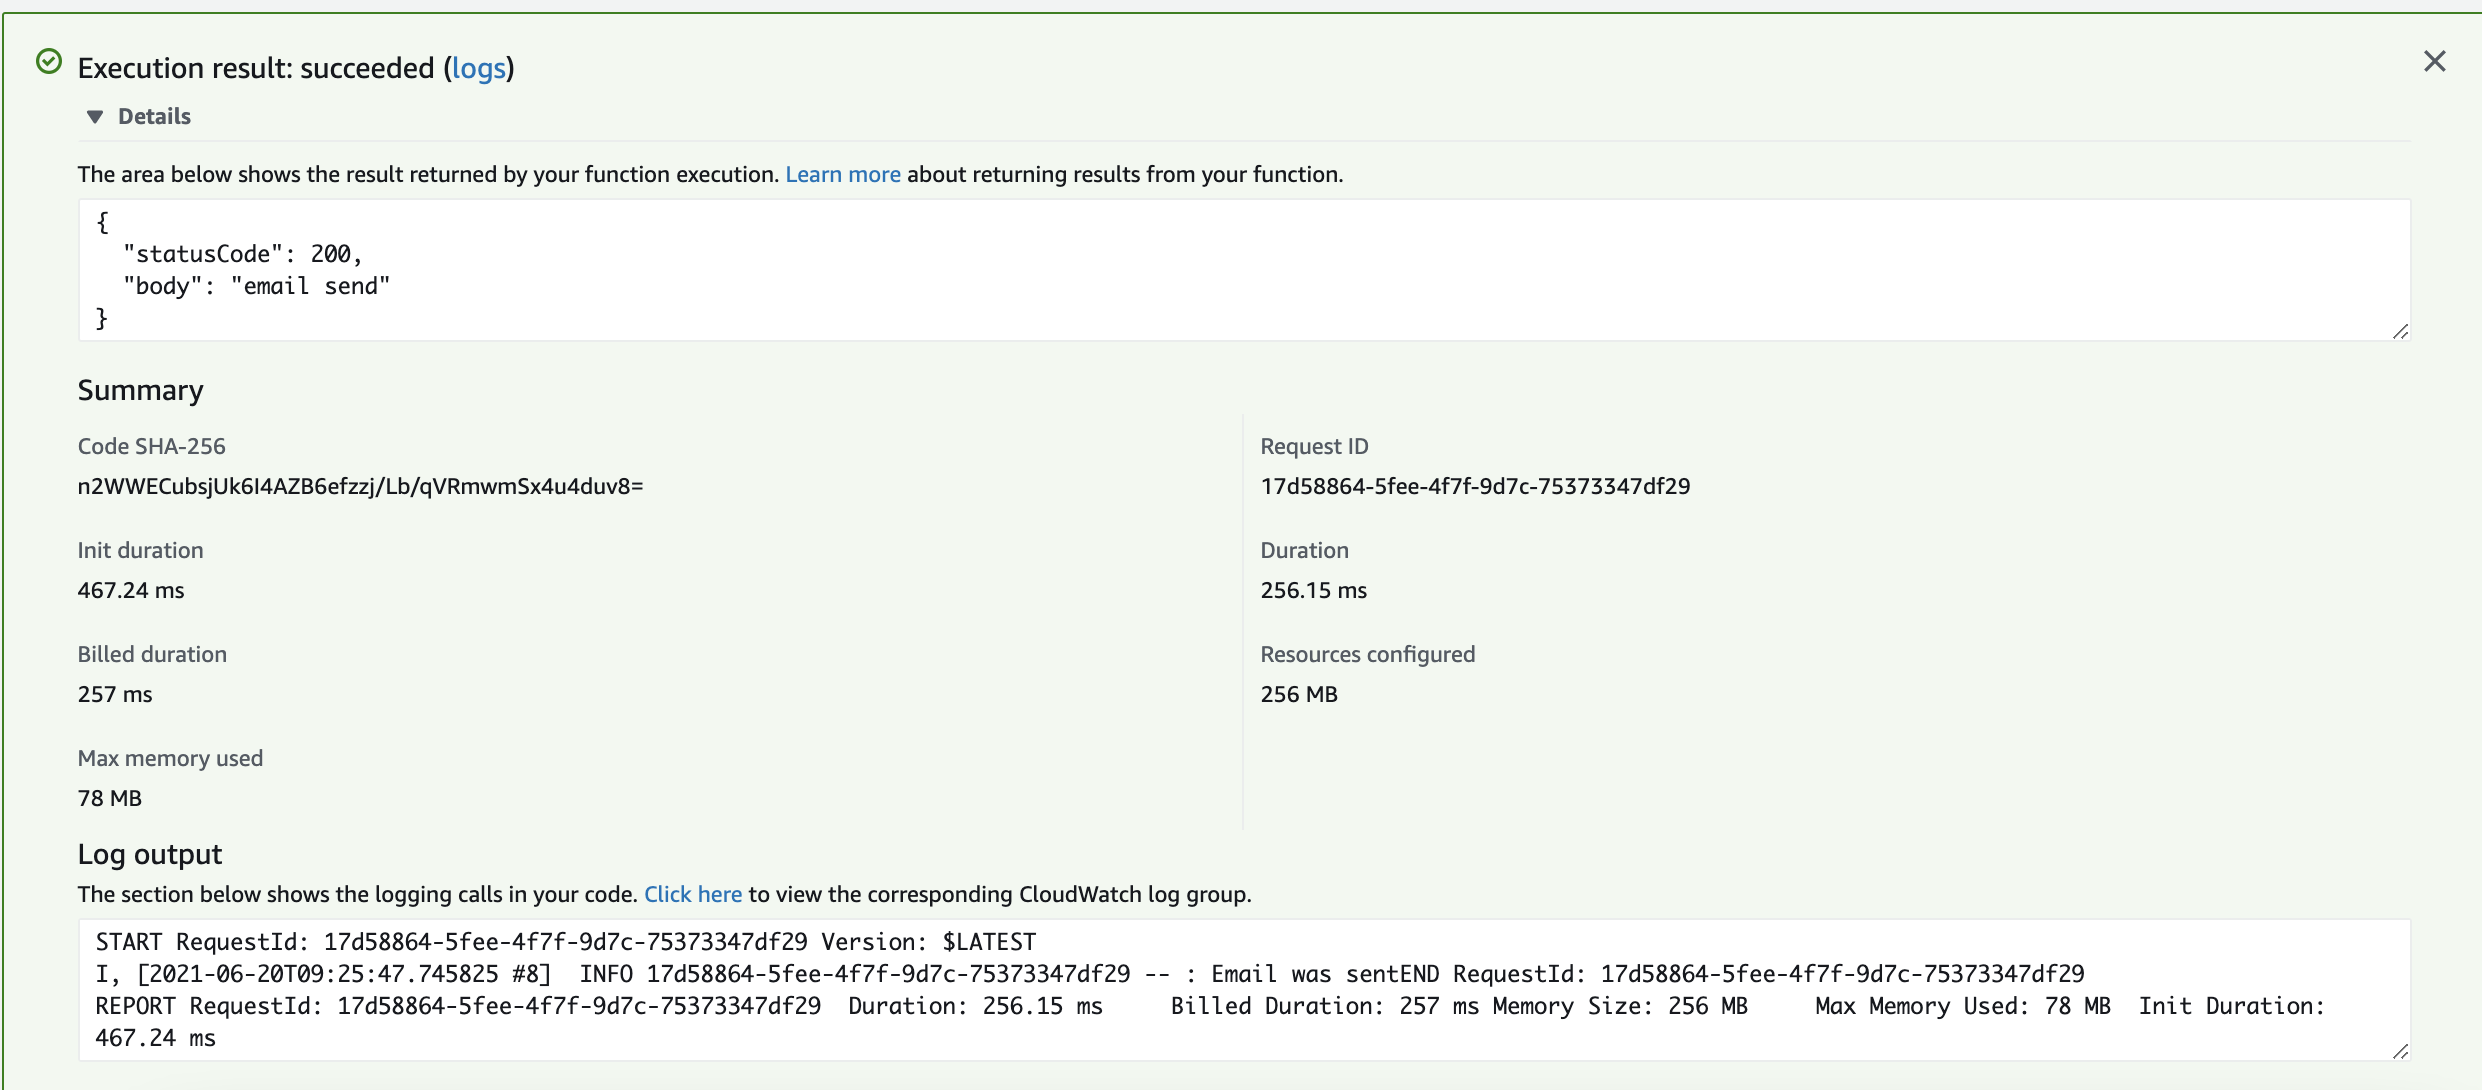 Execution result: succeeded (logs)
Details
The area below shows the result returned by your function execution. Learn more about returning results from your function.
{
  "statusCode": 200,
  "body": "email send"
}
Summary
Code SHA-256
n2WWECubsjUk6I4AZB6efzzj/Lb/qVRmwmSx4u4duv8=
Request ID
17d58864-5fee-4f7f-9d7c-75373347df29
Init duration
467.24 ms
Duration
256.15 ms
Billed duration
257 ms
Resources configured
256 MB
Max memory used
78 MB
Log output
The section below shows the logging calls in your code. Click here to view the corresponding CloudWatch log group.
START RequestId: 17d58864-5fee-4f7f-9d7c-75373347df29 Version: $LATEST
I, [2021-06-20T09:25:47.745825 #8]  INFO 17d58864-5fee-4f7f-9d7c-75373347df29 -- : Email was sentEND RequestId: 17d58864-5fee-4f7f-9d7c-75373347df29
REPORT RequestId: 17d58864-5fee-4f7f-9d7c-75373347df29  Duration: 256.15 ms     Billed Duration: 257 ms Memory Size: 256 MB     Max Memory Used: 78 MB  Init Duration:
467.24 ms